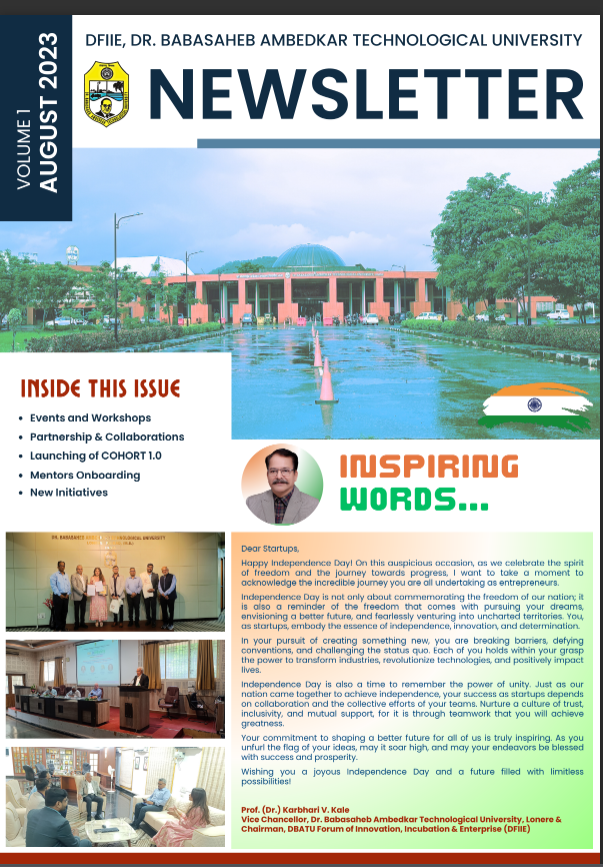 VOLUME 1
AUGUST 2023
DFIIE, DR. BABASAHEB AMBEDKAR TECHNOLOGICAL UNIVERSITY
NEWSLETTER
INSIDE THIS ISSUE
• Events and Workshops
• Partnership & Collaborations
• Launching of COHORT 1.0
• Mentors Onboarding
• New Initiatives
INSPIRING
WORDS...
DR. BABASAHEB AMBEDKAR TECHNOLOGICAL UNIVERSITY
Dear Startups,
Happy Independence Day! On this auspicious occasion, as we celebrate the spirit
of freedom and the journey towards progress, I want to take a moment to
acknowledge the incredible journey you are all undertaking as entrepreneurs.
Independence Day is not only about commemorating the freedom of our nation; it
is also a reminder of the freedom that comes with pursuing your dreams,
envisioning a better future, and fearlessly venturing into uncharted territories. You,
as startups, embody the essence of independence, innovation, and determination.
In your pursuit of creating something new, you are breaking barriers, defying
conventions, and challenging the status quo. Each of you holds within your grasp
the power to transform industries, revolutionize technologies, and positively impact
lives.
Independence Day is also a time to remember the power of unity. Just as our
nation came together to achieve independence, your success as startups depends
on collaboration and the collective efforts of your teams. Nurture a culture of trust,
inclusivity, and mutual support, for it is through teamwork that you will achieve
greatness.
Your commitment to shaping a better future for all of us is truly inspiring. As you
unfurl the flag of your ideas, may it soar high, and may your endeavors be blessed
with success and prosperity.
Wishing you a joyous Independence Day and a future filled with limitless
possibilities!
Prof. (Dr.) Karbhari V. Kale
Vice Chancellor, Dr. Babasaheb Ambedkar Technological University, Lonere &
Chairman, DBATU Forum of Innovation, Incubation & Enterprise (DFIIE)